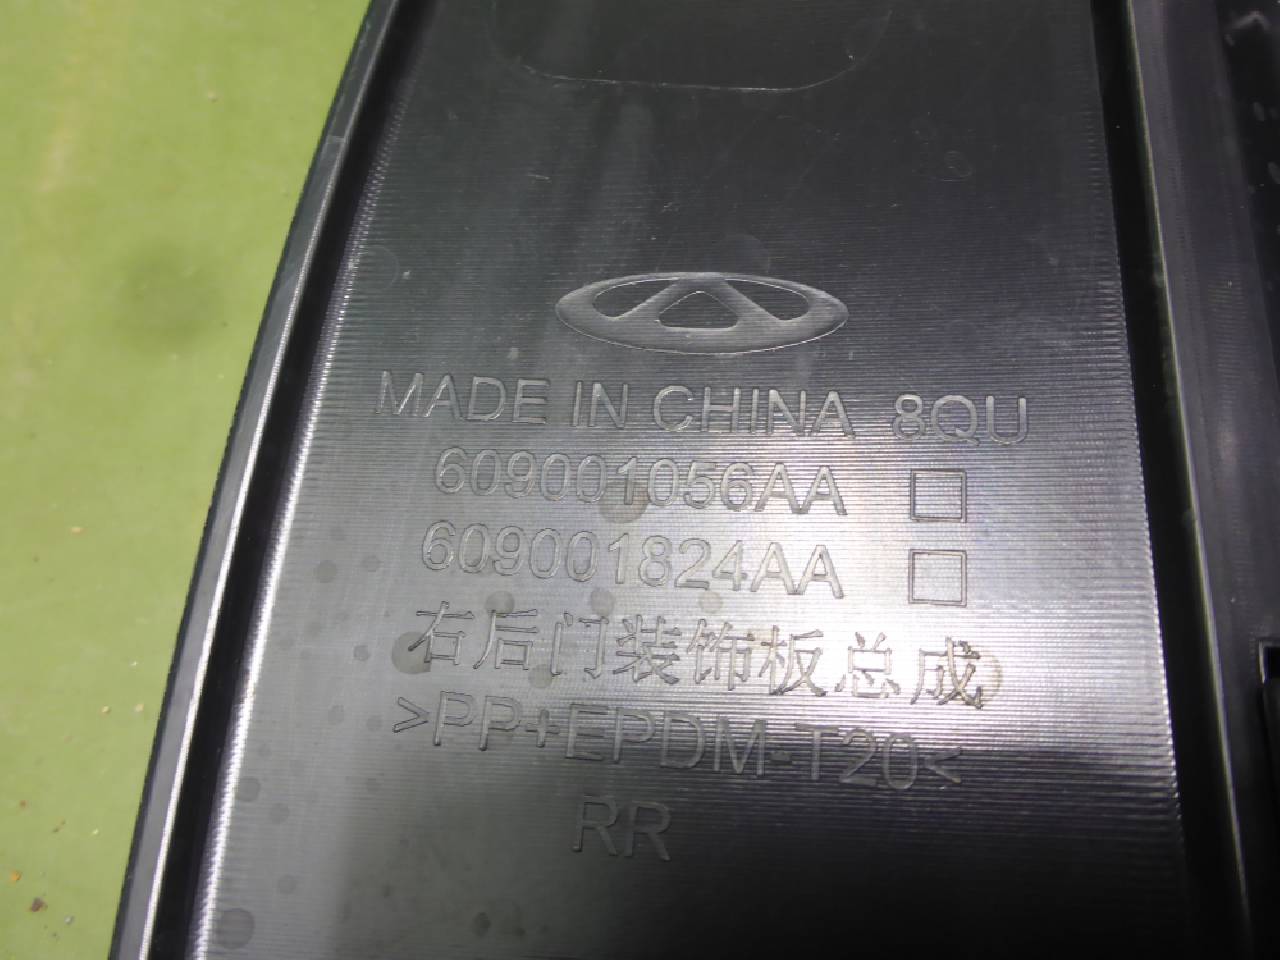 MADE IN CHINA 8QU
609001056AA □
609001824AA □
右后门装饰板总成
>PP+EPDM-T20<
RR